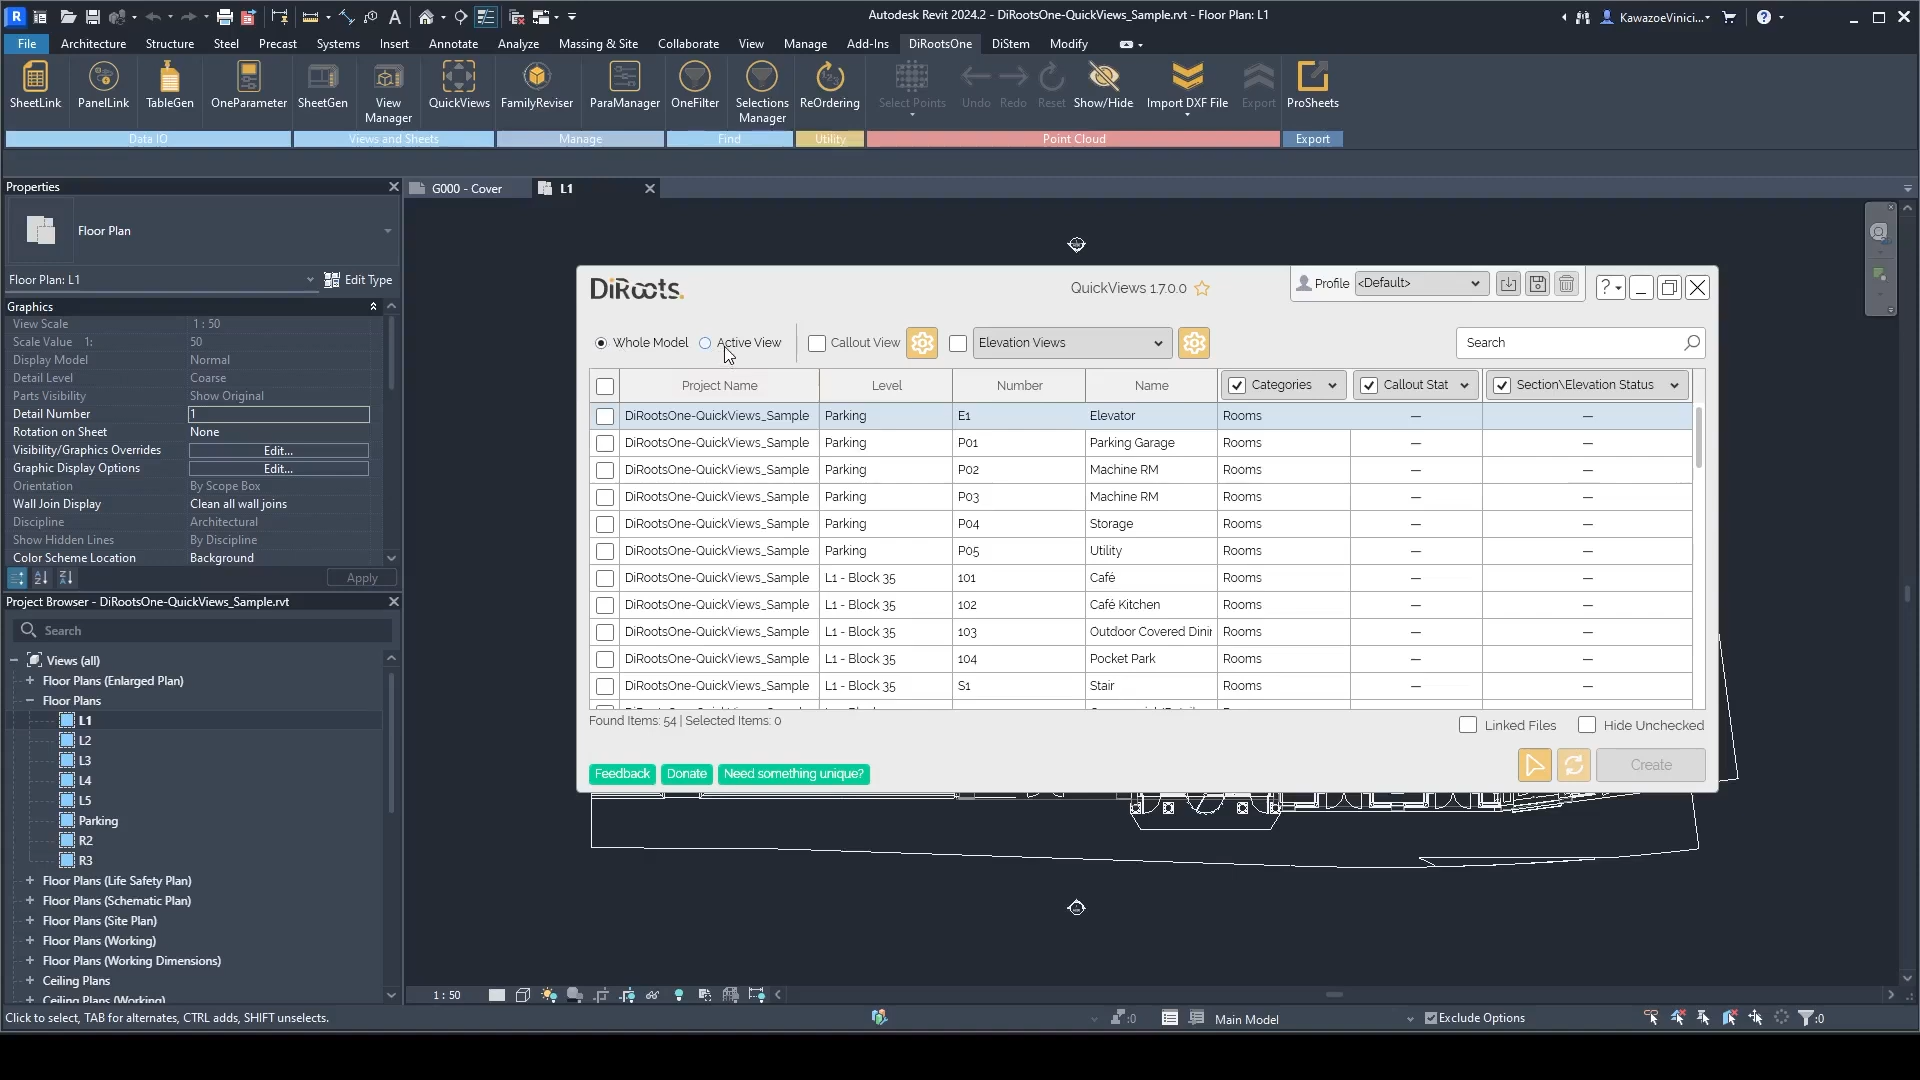 Autodesk Revit 2024.2 - DiRootsOne-QuickViews_Sample.rvt - Floor Plan: L1
KawazoeVinici...
File Architecture Structure Steel Precast Systems Insert Annotate Analyze Massing & Site Collaborate View Manage Add-Ins DiRootsOne DiStem Modify
SheetLink PanelLink TableGen OneParameter SheetGen View Manager QuickViews FamilyReviser ParaManager OneFilter Selections Manager ReOrdering Select Points Undo Redo Reset Show/Hide Import DXF File Export ProSheets
Data IO Views and Sheets Manage Find Utility Point Cloud Export
Properties
G000 - Cover
L1
Floor Plan
Floor Plan: L1
Edit Type
Graphics
View Scale 1 : 50
Scale Value 1: 50
Display Model Normal
Detail Level Coarse
Parts Visibility Show Original
Detail Number 1
Rotation on Sheet None
Visibility/Graphics Overrides Edit...
Graphic Display Options Edit...
Orientation By Scope Box
Wall Join Display Clean all wall joins
Discipline Architectural
Show Hidden Lines By Discipline
Color Scheme Location Background
Apply
Project Browser - DiRootsOne-QuickViews_Sample.rvt
Search
Views (all)
Floor Plans (Enlarged Plan)
Floor Plans
L1
L2
L3
L4
L5
Parking
R2
R3
Floor Plans (Life Safety Plan)
Floor Plans (Schematic Plan)
Floor Plans (Site Plan)
Floor Plans (Working)
Floor Plans (Working Dimensions)
Ceiling Plans
Ceiling Plans (Working)
DiRoots.
QuickViews 1.7.0.0
Profile <Default>
Whole Model Active View Callout View Elevation Views Search
Project Name Level Number Name Categories Callout Stat Section\Elevation Status
DiRootsOne-QuickViews_Sample Parking E1 Elevator Rooms — —
DiRootsOne-QuickViews_Sample Parking P01 Parking Garage Rooms — —
DiRootsOne-QuickViews_Sample Parking P02 Machine RM Rooms — —
DiRootsOne-QuickViews_Sample Parking P03 Machine RM Rooms — —
DiRootsOne-QuickViews_Sample Parking P04 Storage Rooms — —
DiRootsOne-QuickViews_Sample Parking P05 Utility Rooms — —
DiRootsOne-QuickViews_Sample L1 - Block 35 101 Café Rooms — —
DiRootsOne-QuickViews_Sample L1 - Block 35 102 Café Kitchen Rooms — —
DiRootsOne-QuickViews_Sample L1 - Block 35 103 Outdoor Covered Dinir Rooms — —
DiRootsOne-QuickViews_Sample L1 - Block 35 104 Pocket Park Rooms — —
DiRootsOne-QuickViews_Sample L1 - Block 35 S1 Stair Rooms — —
Found Items: 54 | Selected Items: 0
Linked Files Hide Unchecked
Feedback Donate Need something unique?
Create
1 : 50
Click to select, TAB for alternates, CTRL adds, SHIFT unselects.
:0
Main Model
Exclude Options
:0